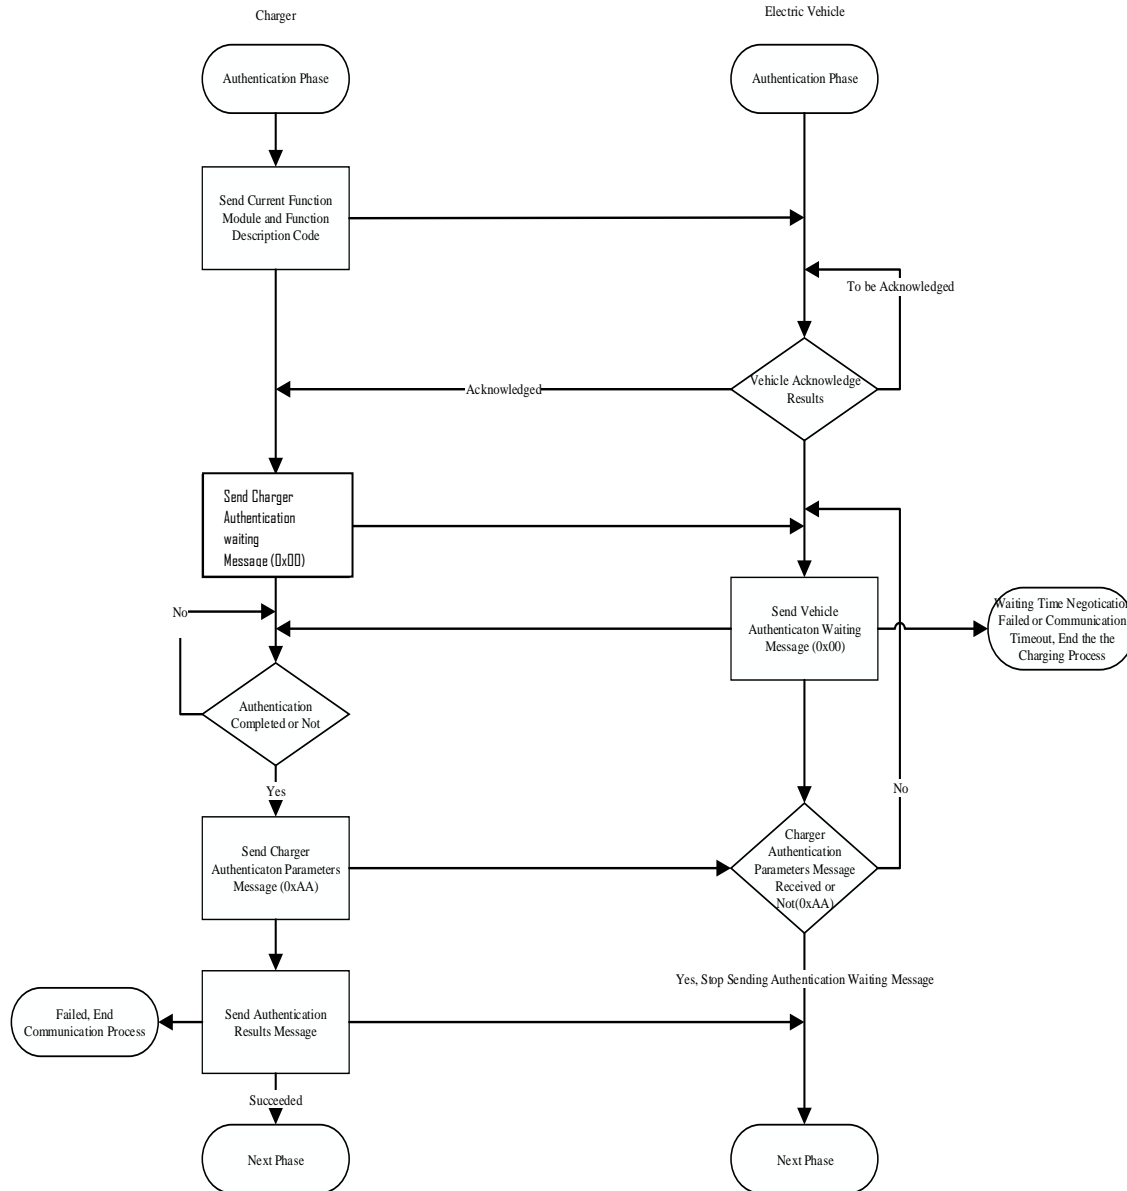 Charger
Electric Vehicle
Authentication Phase
Authentication Phase
Send Current Function
Module and Function
Description Code
To be Acknowledged
Vehicle Acknowledge
Results
Acknowledged
Send Charger
Authentication
waiting
Message (0x00)
No
Send Vehicle
Authenticaton Waiting
Message (0x00)
Waiting Time Negotication
Failed or Communication
Timeout, End the the
Charging Process
Authentication
Completed or Not
Yes
No
Send Charger
Authenticaton Parameters
Message (0xAA)
Charger
Authentication
Parameters Message
Received or
Not(0xAA)
Yes, Stop Sending Authentication Waiting Message
Failed, End
Communication Process
Send Authentication
Results Message
Succeeded
Next Phase
Next Phase